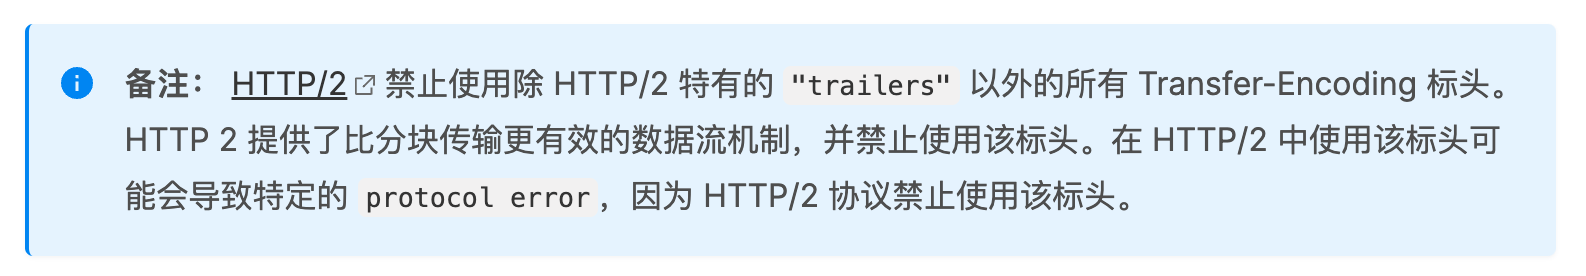 备注： HTTP/2 禁止使用除 HTTP/2 特有的 "trailers" 以外的所有 Transfer-Encoding 标头。
HTTP 2 提供了比分块传输更有效的数据流机制，并禁止使用该标头。在 HTTP/2 中使用该标头可
能会导致特定的 protocol error，因为 HTTP/2 协议禁止使用该标头。